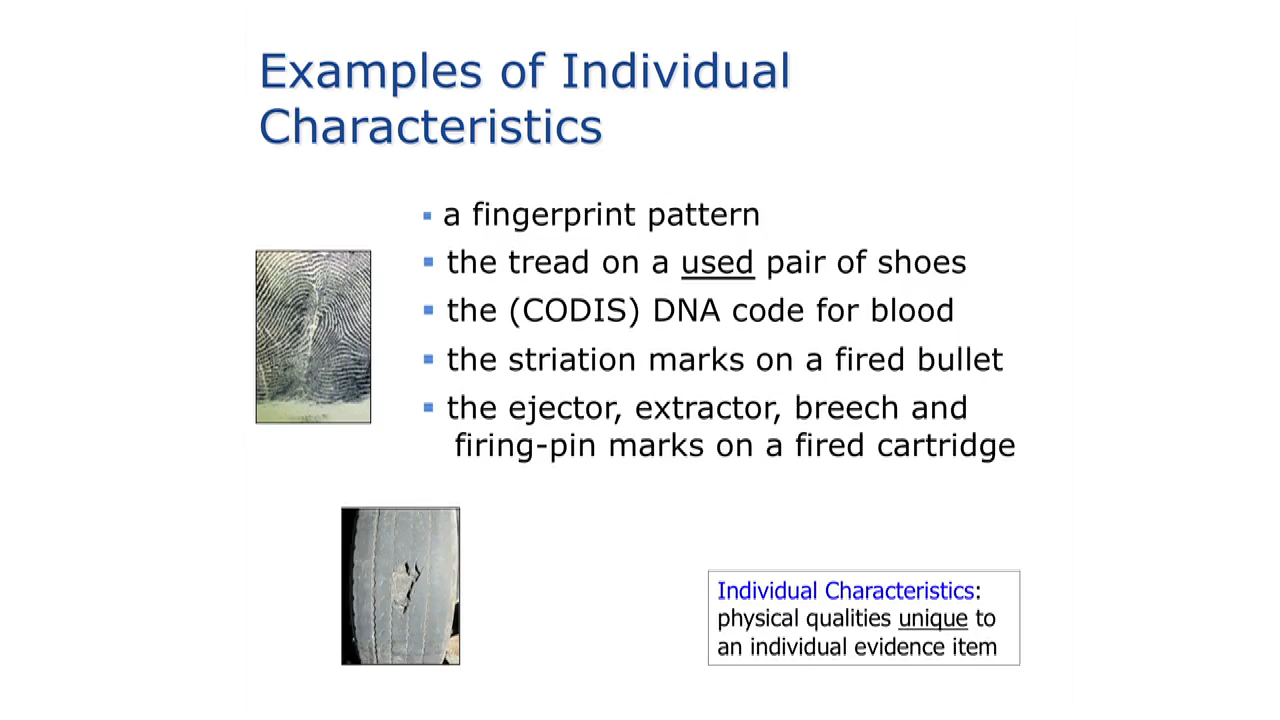 Examples of Individual
Characteristics
▪ a fingerprint pattern
▪ the tread on a used pair of shoes
▪ the (CODIS) DNA code for blood
▪ the striation marks on a fired bullet
▪ the ejector, extractor, breech and
firing-pin marks on a fired cartridge
Individual Characteristics:
physical qualities unique to
an individual evidence item